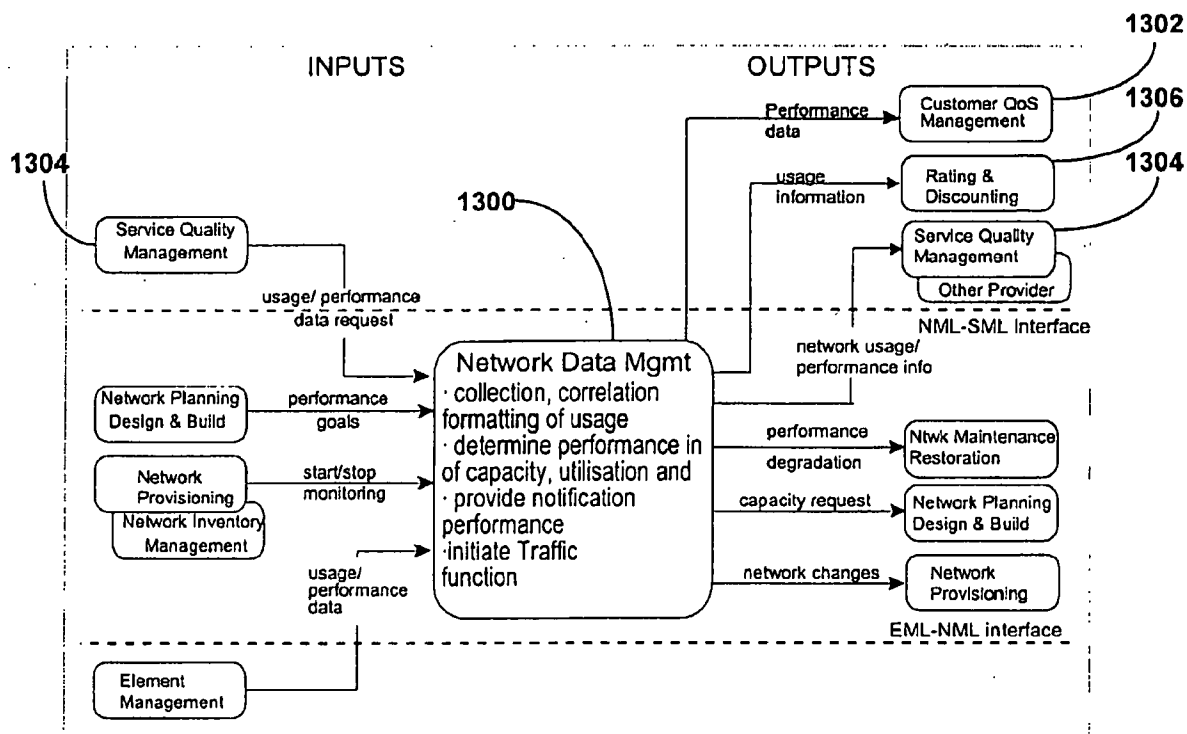 1302
INPUTS
OUTPUTS
Performance
data
Customer QoS
Management
1306
1304
usage
information
Rating &
Discounting
1304
1300
Service Quality
Management
Service Quality
Management
Other Provider
usage/ performance
data request
NML-SML Interface
network usage/
performance info
Network Data Mgmt
· collection, correlation
formatting of usage
· determine performance in
of capacity, utilisation and
· provide notification
performance
·initiate Traffic
function
Network Planning
Design & Build
performance
goals
Network
Provisioning
start/stop
monitoring
Network Inventory
Management
usage/
performance
data
performance
degradation
Ntwk Maintenance
Restoration
capacity request
Network Planning
Design & Build
network changes
Network
Provisioning
EML-NML interface
Element
Management